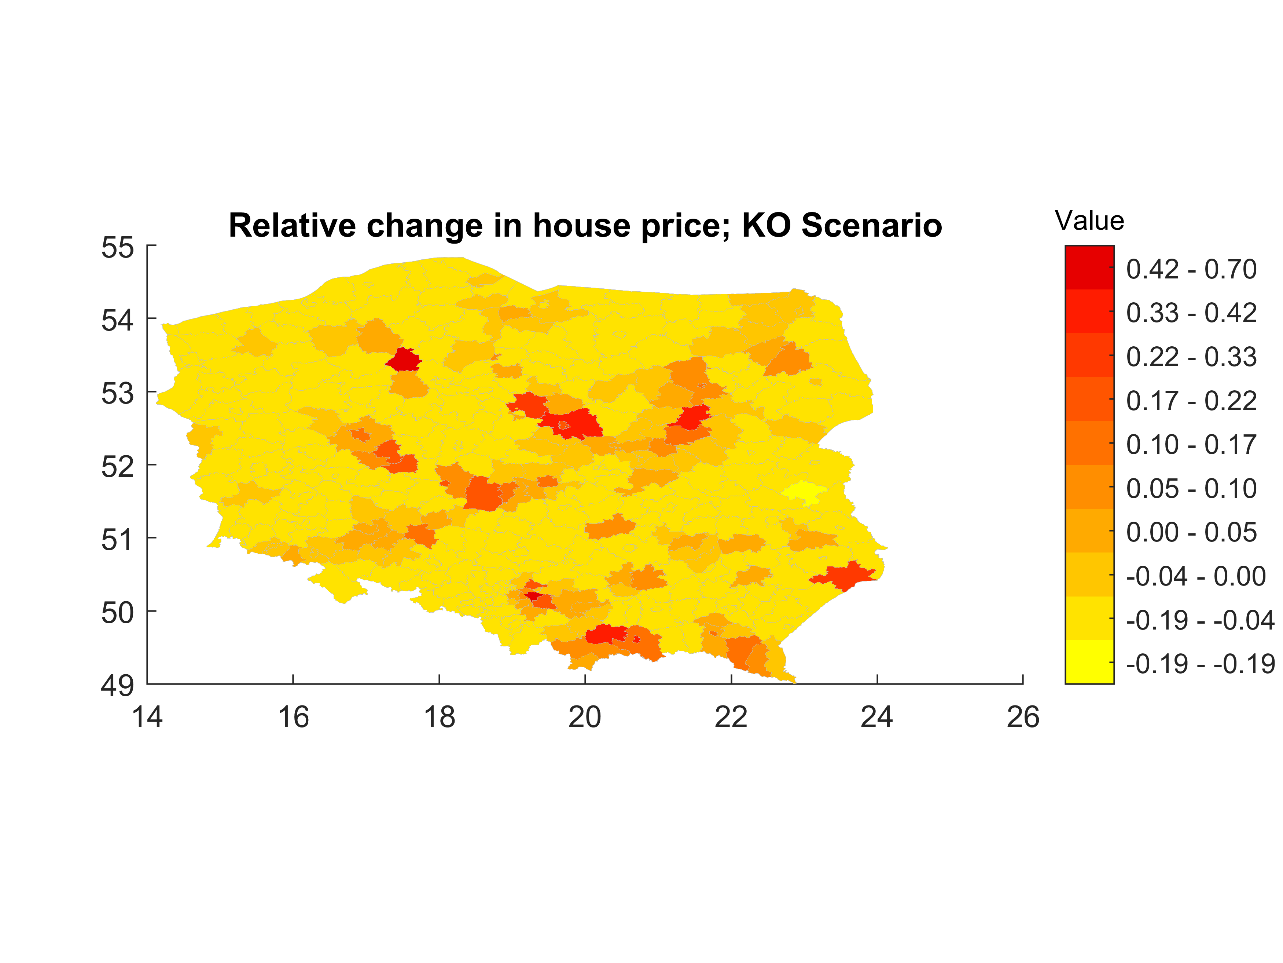 Relative change in house price; KO Scenario
Value
55
54
53
52
51
50
49
14 16 18 20 22 24 26
0.42 - 0.70
0.33 - 0.42
0.22 - 0.33
0.17 - 0.22
0.10 - 0.17
0.05 - 0.10
0.00 - 0.05
-0.04 - 0.00
-0.19 - -0.04
-0.19 - -0.19